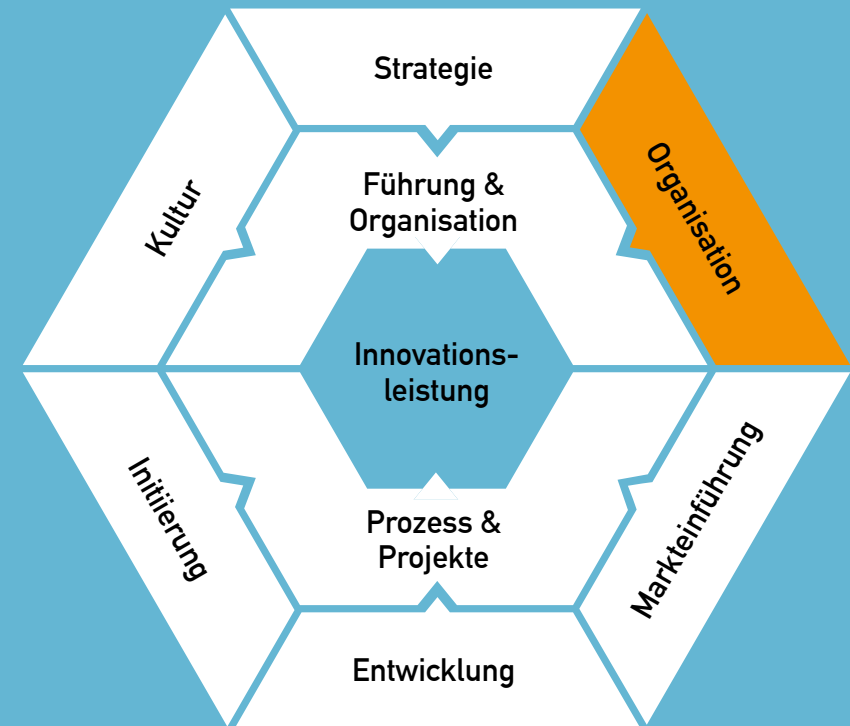 Strategie
Kultur
Führung &
Organisation
Organisation
Innovations-
leistung
Initiierung
Prozess &
Projekte
Markteinführung
Entwicklung